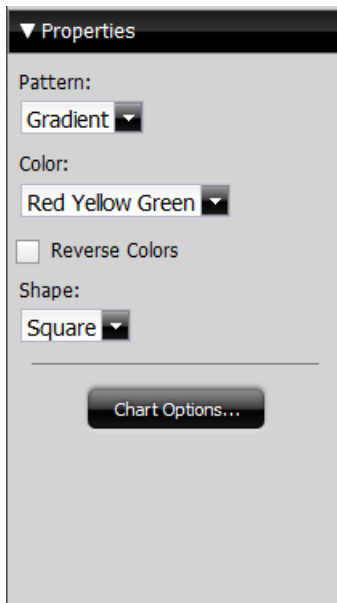 Properties
Pattern:
Gradient
Color:
Red Yellow Green
Reverse Colors
Shape:
Square
Chart Options...